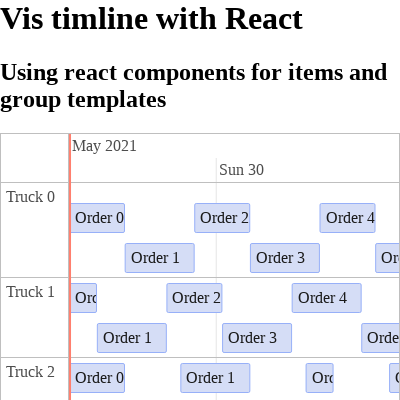 Vis timline with React
Using react components for items and
group templates
May 2021
Sun 30
Truck 0
Order 0
Order 2
Order 4
Order 1
Order 3
Or
Truck 1
Ord
Order 2
Order 4
Order 1
Order 3
Orde
Truck 2
Order 0
Order 1
Ord